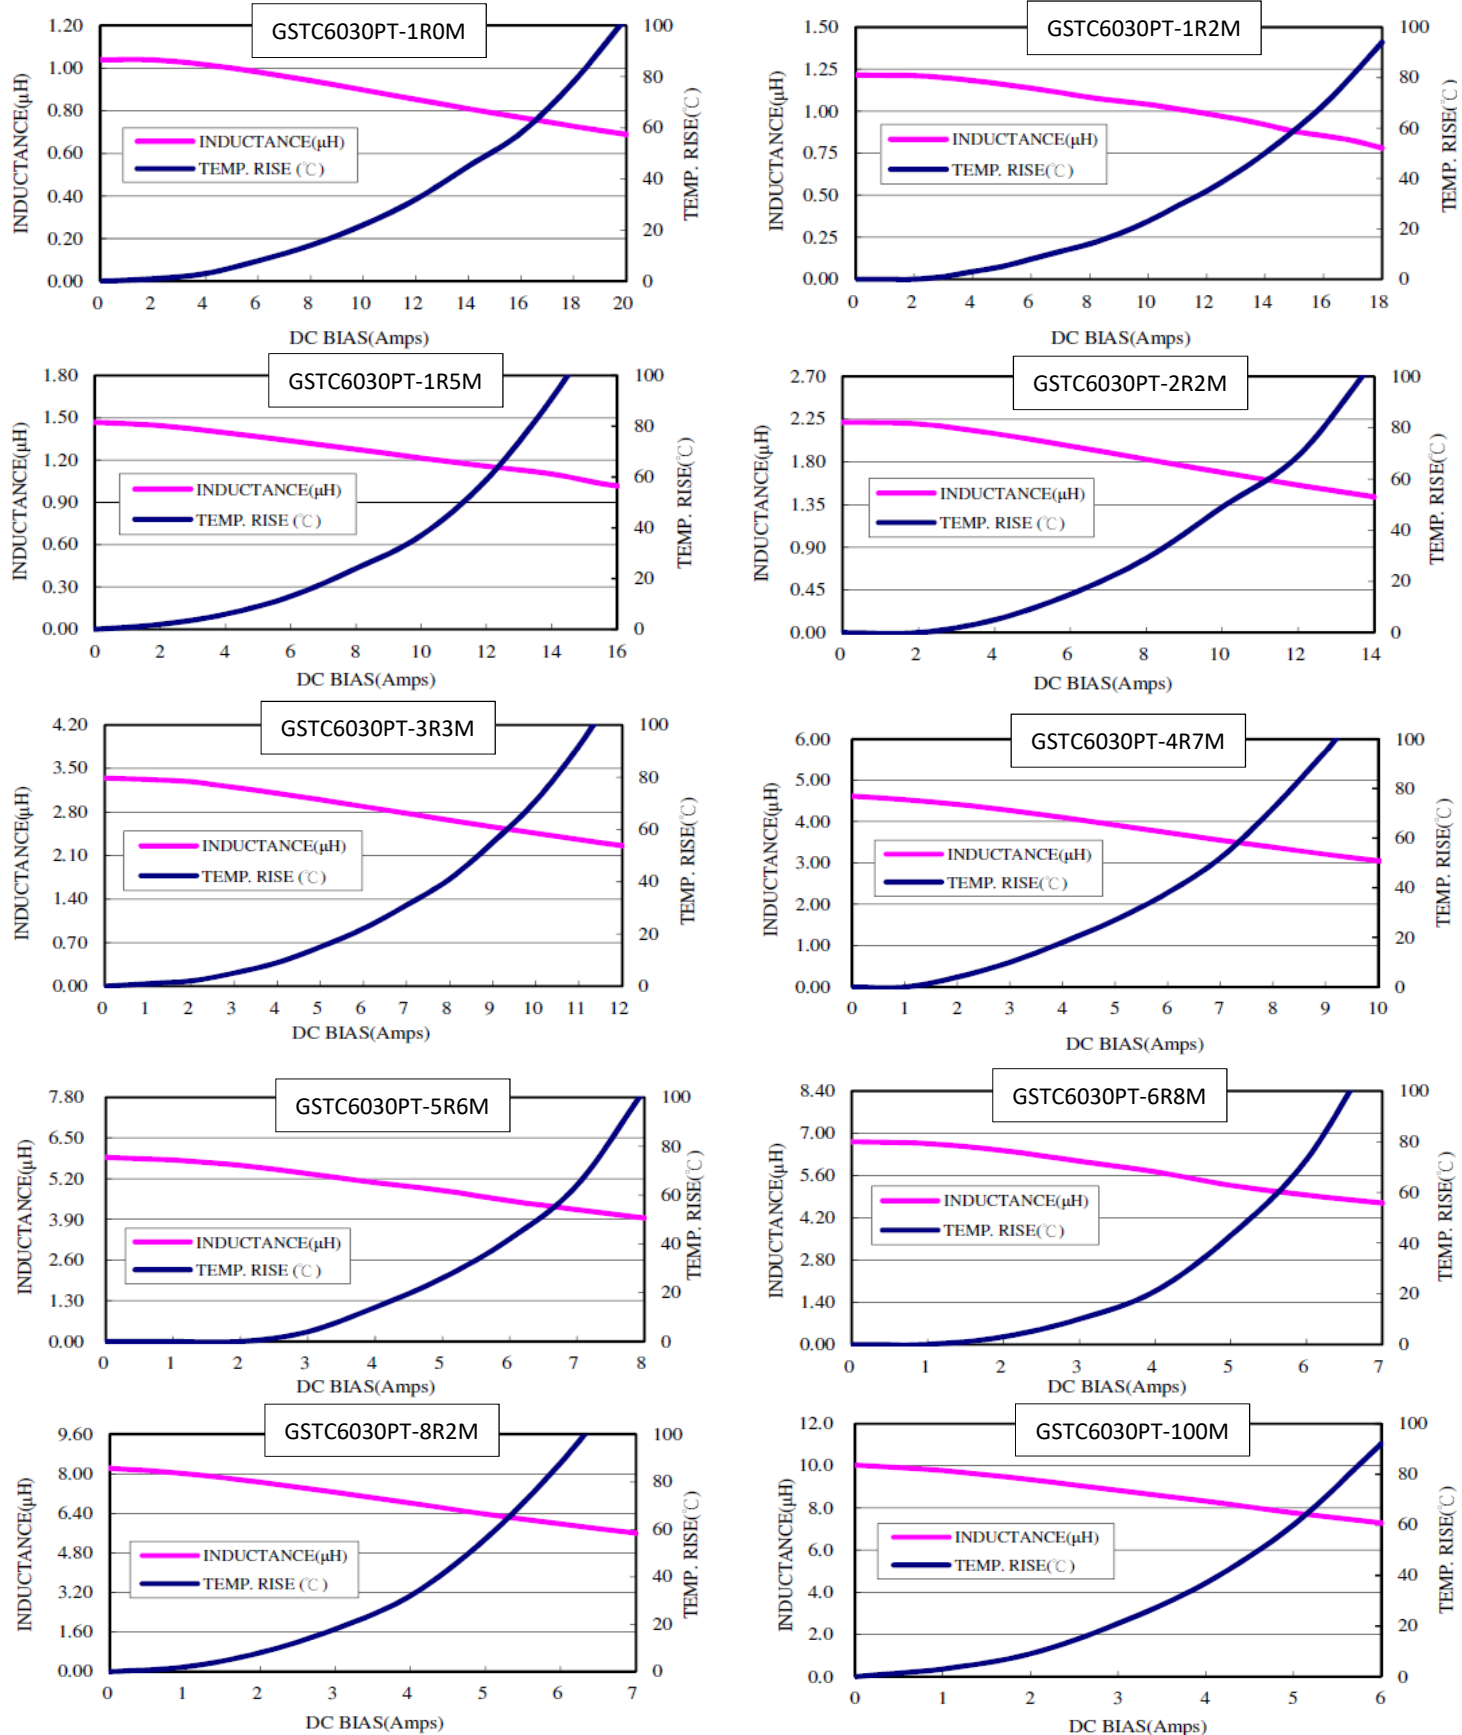 GSTC6030PT-1R0M
INDUCTANCE(μH)
1.20
1.00
0.80
0.60
0.40
0.20
0.00
INDUCTANCE(μH)
TEMP. RISE (℃)
100
80
60
40
20
0
TEMP. RISE(℃)
0 2 4 6 8 10 12 14 16 18 20
DC BIAS(Amps)
GSTC6030PT-1R2M
INDUCTANCE(μH)
1.50
1.25
1.00
0.75
0.50
0.25
0.00
INDUCTANCE(μH)
TEMP. RISE(℃)
100
80
60
40
20
0
TEMP. RISE(℃)
0 2 4 6 8 10 12 14 16 18
DC BIAS(Amps)
GSTC6030PT-1R5M
INDUCTANCE(μH)
1.80
1.50
1.20
0.90
0.60
0.30
0.00
INDUCTANCE(μH)
TEMP. RISE (℃)
100
80
60
40
20
0
TEMP. RISE(℃)
0 2 4 6 8 10 12 14 16
DC BIAS(Amps)
GSTC6030PT-2R2M
INDUCTANCE(μH)
2.70
2.25
1.80
1.35
0.90
0.45
0.00
INDUCTANCE(μH)
TEMP. RISE (℃)
100
80
60
40
20
0
TEMP. RISE(℃)
0 2 4 6 8 10 12 14
DC BIAS(Amps)
GSTC6030PT-3R3M
INDUCTANCE(μH)
4.20
3.50
2.80
2.10
1.40
0.70
0.00
INDUCTANCE(μH)
TEMP. RISE (℃)
100
80
60
40
20
0
TEMP. RISE(℃)
0 1 2 3 4 5 6 7 8 9 10 11 12
DC BIAS(Amps)
GSTC6030PT-4R7M
INDUCTANCE(μH)
6.00
5.00
4.00
3.00
2.00
1.00
0.00
INDUCTANCE(μH)
TEMP. RISE(℃)
100
80
60
40
20
0
TEMP. RISE(℃)
0 1 2 3 4 5 6 7 8 9 10
DC BIAS(Amps)
GSTC6030PT-5R6M
INDUCTANCE(μH)
7.80
6.50
5.20
3.90
2.60
1.30
0.00
INDUCTANCE(μH)
TEMP. RISE (℃)
100
80
60
40
20
0
TEMP. RISE(℃)
0 1 2 3 4 5 6 7 8
DC BIAS(Amps)
GSTC6030PT-6R8M
INDUCTANCE(μH)
8.40
7.00
5.60
4.20
2.80
1.40
0.00
INDUCTANCE(μH)
TEMP. RISE(℃)
100
80
60
40
20
0
TEMP. RISE(℃)
0 1 2 3 4 5 6 7
DC BIAS(Amps)
GSTC6030PT-8R2M
INDUCTANCE(μH)
9.60
8.00
6.40
4.80
3.20
1.60
0.00
INDUCTANCE(μH)
TEMP. RISE (℃)
100
80
60
40
20
0
TEMP. RISE(℃)
0 1 2 3 4 5 6 7
DC BIAS(Amps)
GSTC6030PT-100M
INDUCTANCE(μH)
12.0
10.0
8.0
6.0
4.0
2.0
0.0
INDUCTANCE(μH)
TEMP. RISE(℃)
100
80
60
40
20
0
TEMP. RISE(℃)
0 1 2 3 4 5 6
DC BIAS(Amps)